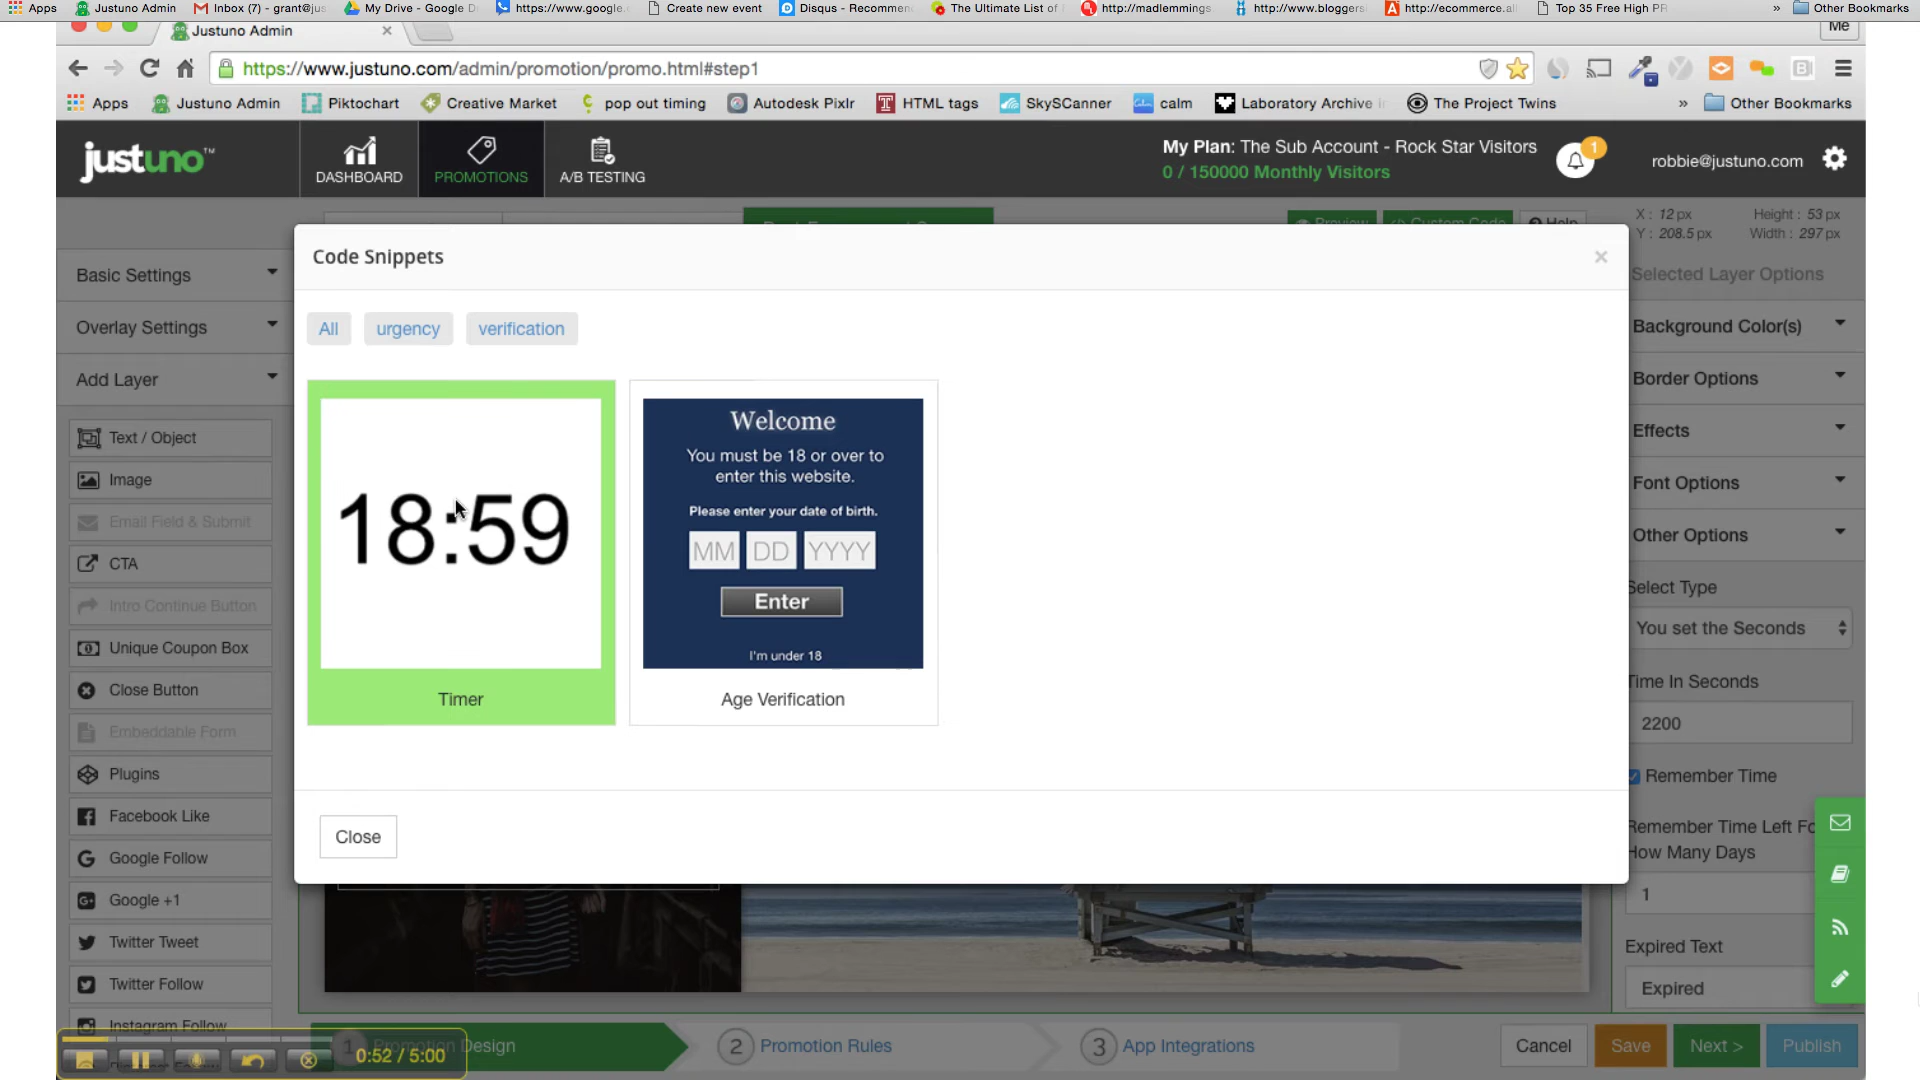 Apps Justuno Admin Inbox (7) - grant@jus My Drive - Google D https://www.google. Create new event Disqus - Recommen The Ultimate List of http://madlemmings http://www.bloggers http://ecommerce.al Top 35 Free High PR » Other Bookmarks
Justuno Admin × Me
https://www.justuno.com/admin/promotion/promo.html#step1
Apps Justuno Admin Piktochart Creative Market pop out timing Autodesk Pixlr HTML tags SkySCanner calm Laboratory Archive The Project Twins » Other Bookmarks
justuno™
DASHBOARD
PROMOTIONS
A/B TESTING
My Plan: The Sub Account - Rock Star Visitors
0 / 150000 Monthly Visitors
1
robbie@justuno.com
Preview </> Custom Code Help
X : 12 px Height : 53 px
Y : 208.5 px Width : 297 px
Basic Settings
Overlay Settings
Add Layer
Text / Object
Image
Email Field & Submit
CTA
Intro Continue Button
Unique Coupon Box
Close Button
Embeddable Form
Plugins
Facebook Like
Google Follow
Google +1
Twitter Tweet
Twitter Follow
Instagram Follow
Code Snippets ×
All urgency verification
18:59
Timer
Welcome
You must be 18 or over to
enter this website.
Please enter your date of birth.
MM DD YYYY
Enter
I'm under 18
Age Verification
Close
Selected Layer Options
Background Color(s)
Border Options
Effects
Font Options
Other Options
Select Type
You set the Seconds
Time In Seconds
2200
Remember Time
Remember Time Left Fo
How Many Days
1
Expired Text
Expired
1 Promotion Design 2 Promotion Rules 3 App Integrations
Cancel Save Next > Publish
0:52 / 5:00